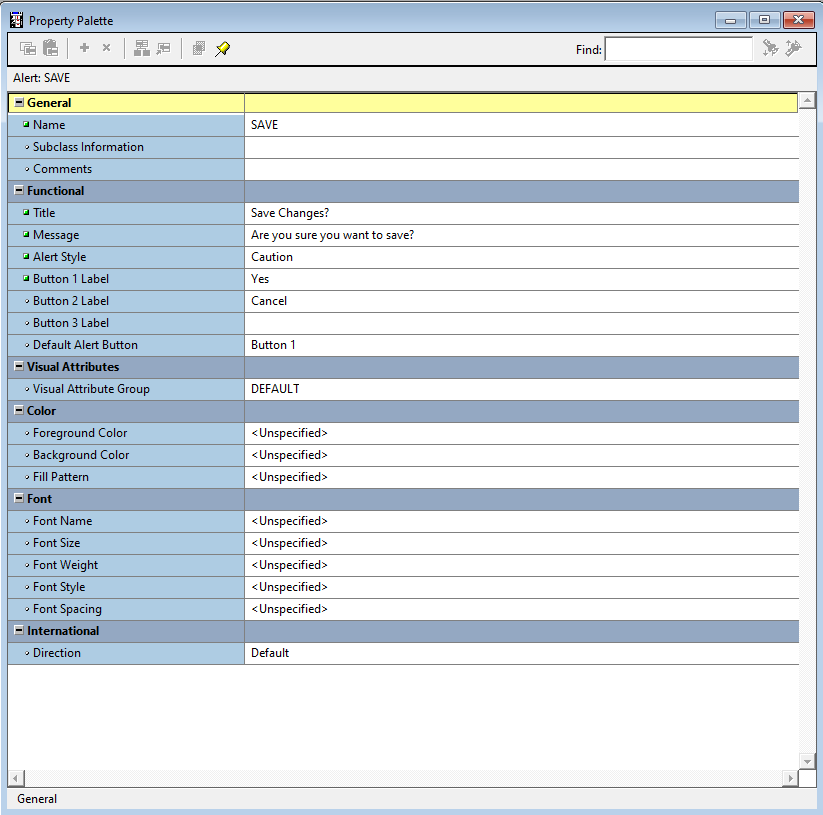 Property Palette
Find:
Alert: SAVE
General
Name SAVE
Subclass Information
Comments
Functional
Title Save Changes?
Message Are you sure you want to save?
Alert Style Caution
Button 1 Label Yes
Button 2 Label Cancel
Button 3 Label
Default Alert Button Button 1
Visual Attributes
Visual Attribute Group DEFAULT
Color
Foreground Color <Unspecified>
Background Color <Unspecified>
Fill Pattern <Unspecified>
Font
Font Name <Unspecified>
Font Size <Unspecified>
Font Weight <Unspecified>
Font Style <Unspecified>
Font Spacing <Unspecified>
International
Direction Default
General